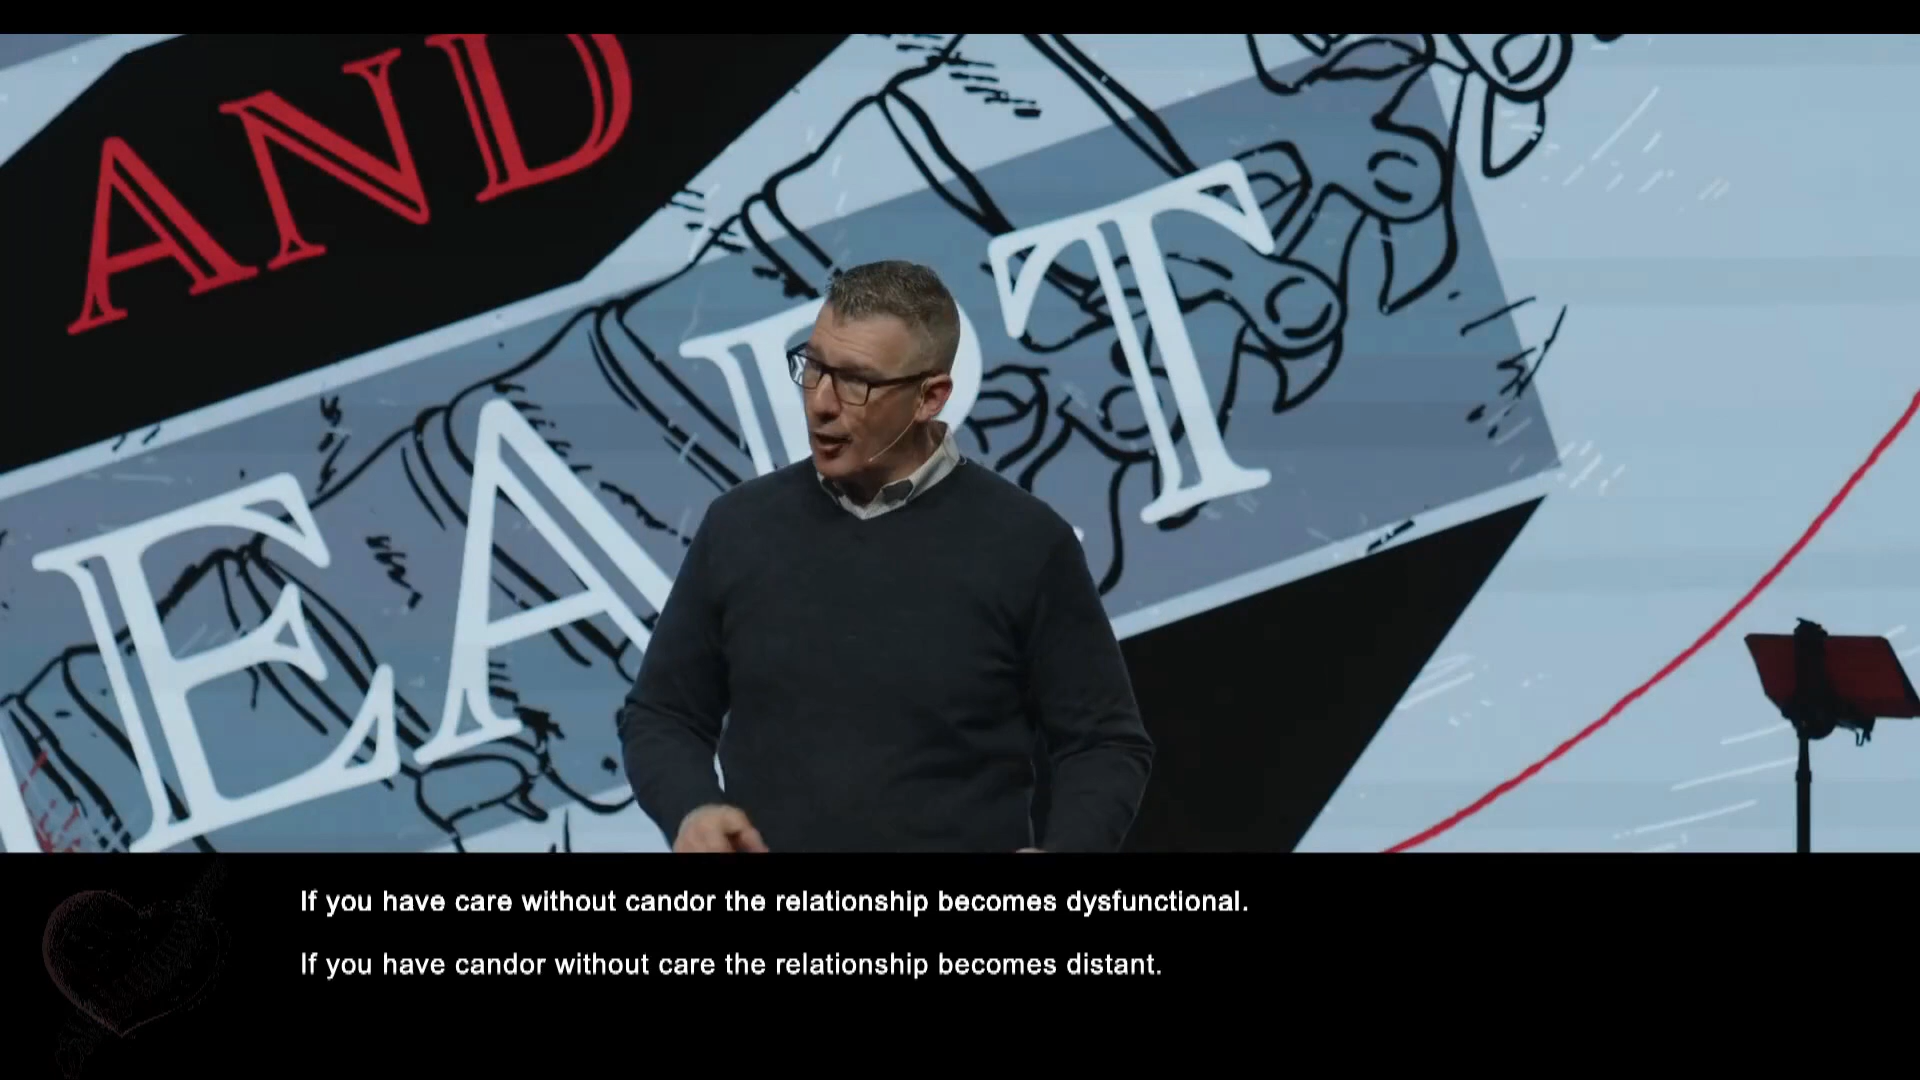 AND
EART
If you have care without candor the relationship becomes dysfunctional.
If you have candor without care the relationship becomes distant.